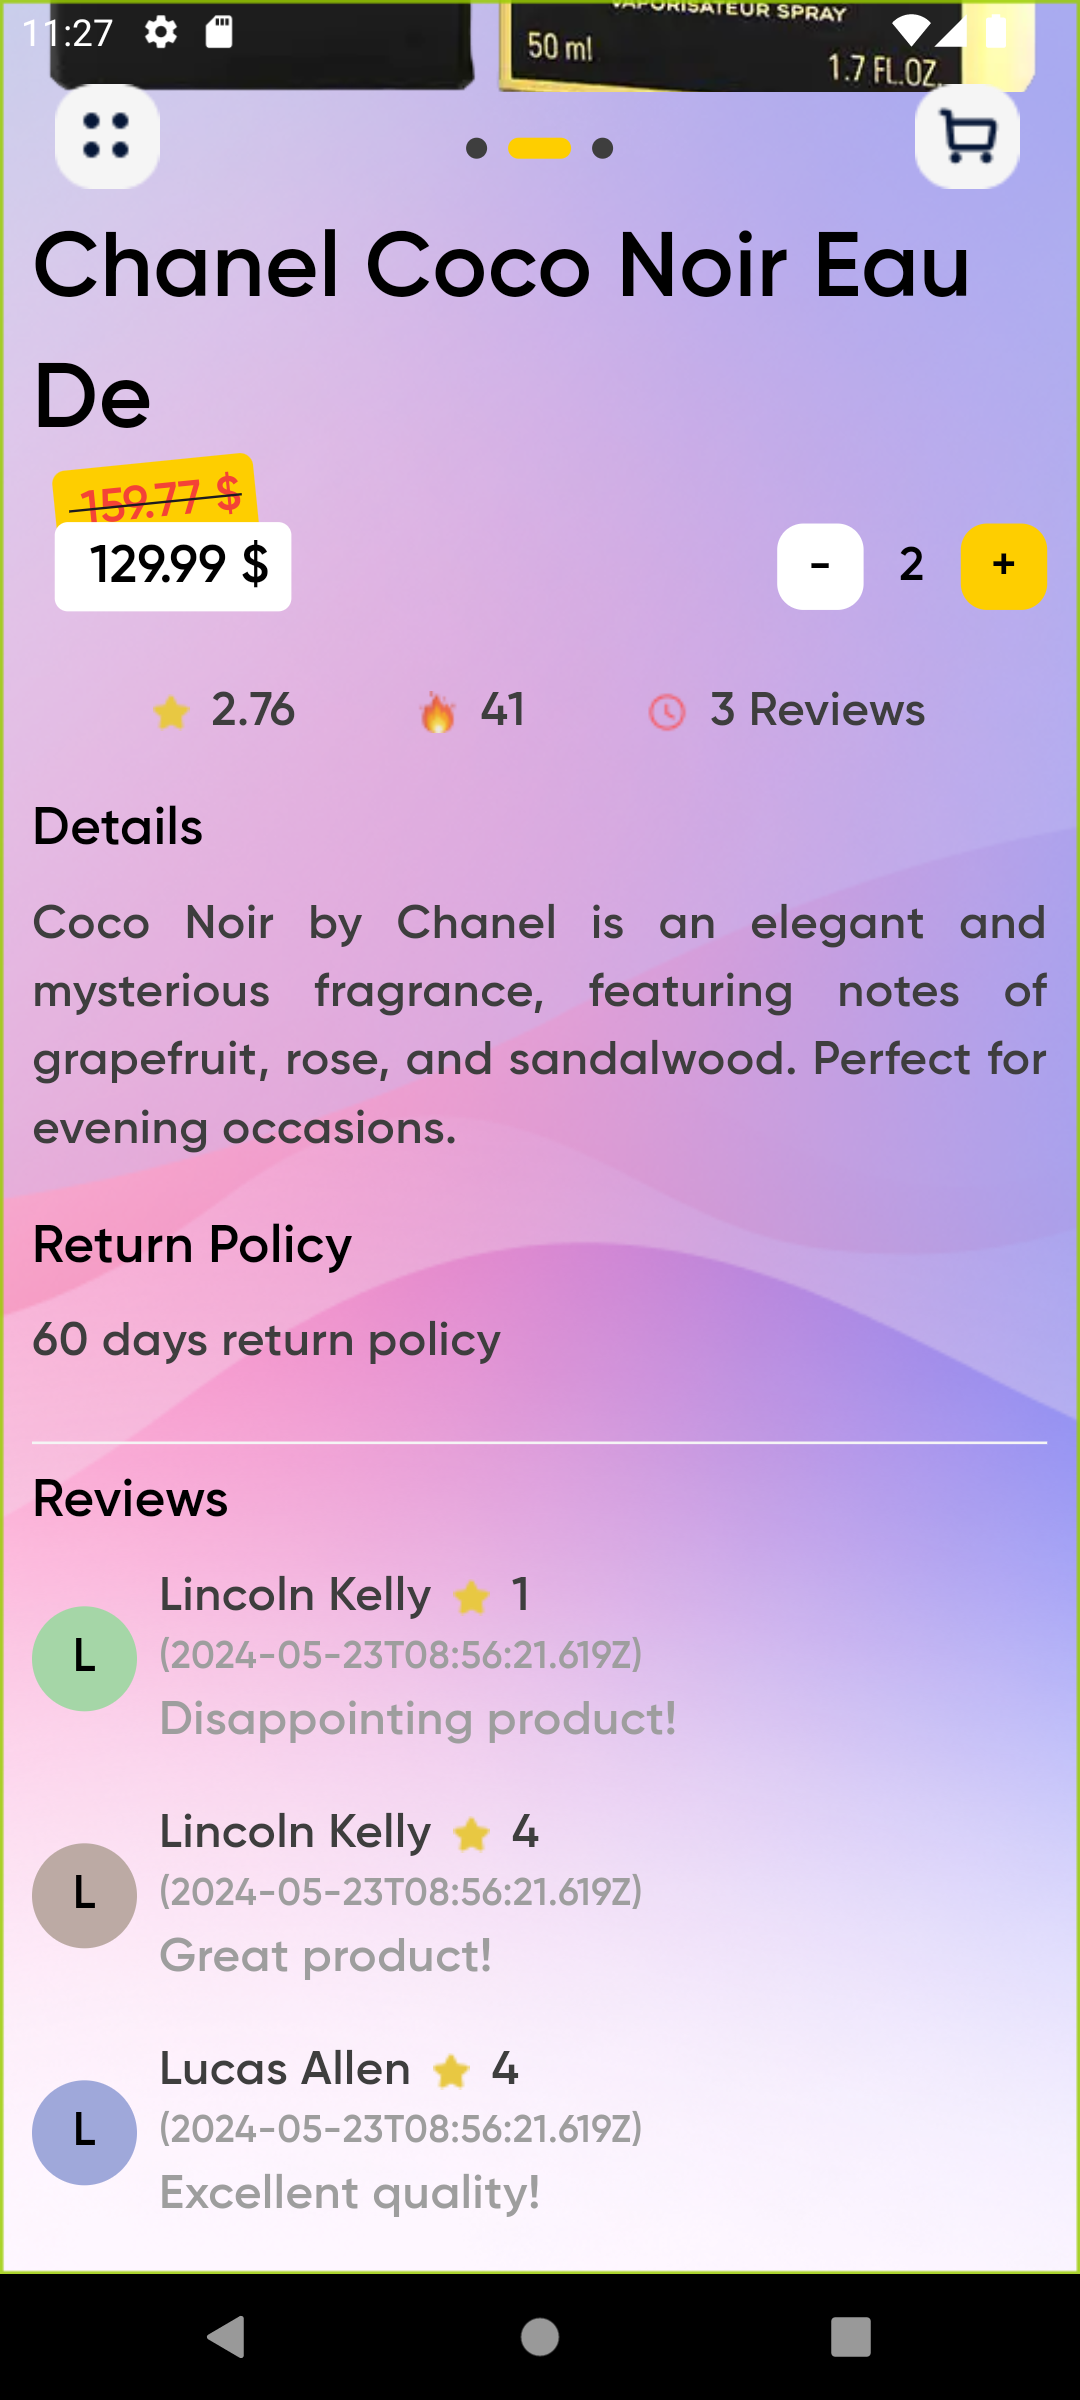 VAPORISATEUR SPRAY
50 ml
1.7 FL.OZ.
11:27
Chanel Coco Noir Eau
De
159.77 $
129.99 $
- 2 +
2.76
41
3 Reviews
Details
Coco Noir by Chanel is an elegant and
mysterious fragrance, featuring notes of
grapefruit, rose, and sandalwood. Perfect for
evening occasions.
Return Policy
60 days return policy
Reviews
Lincoln Kelly 1
L
(2024-05-23T08:56:21.619Z)
Disappointing product!
Lincoln Kelly 4
L
(2024-05-23T08:56:21.619Z)
Great product!
Lucas Allen 4
L
(2024-05-23T08:56:21.619Z)
Excellent quality!